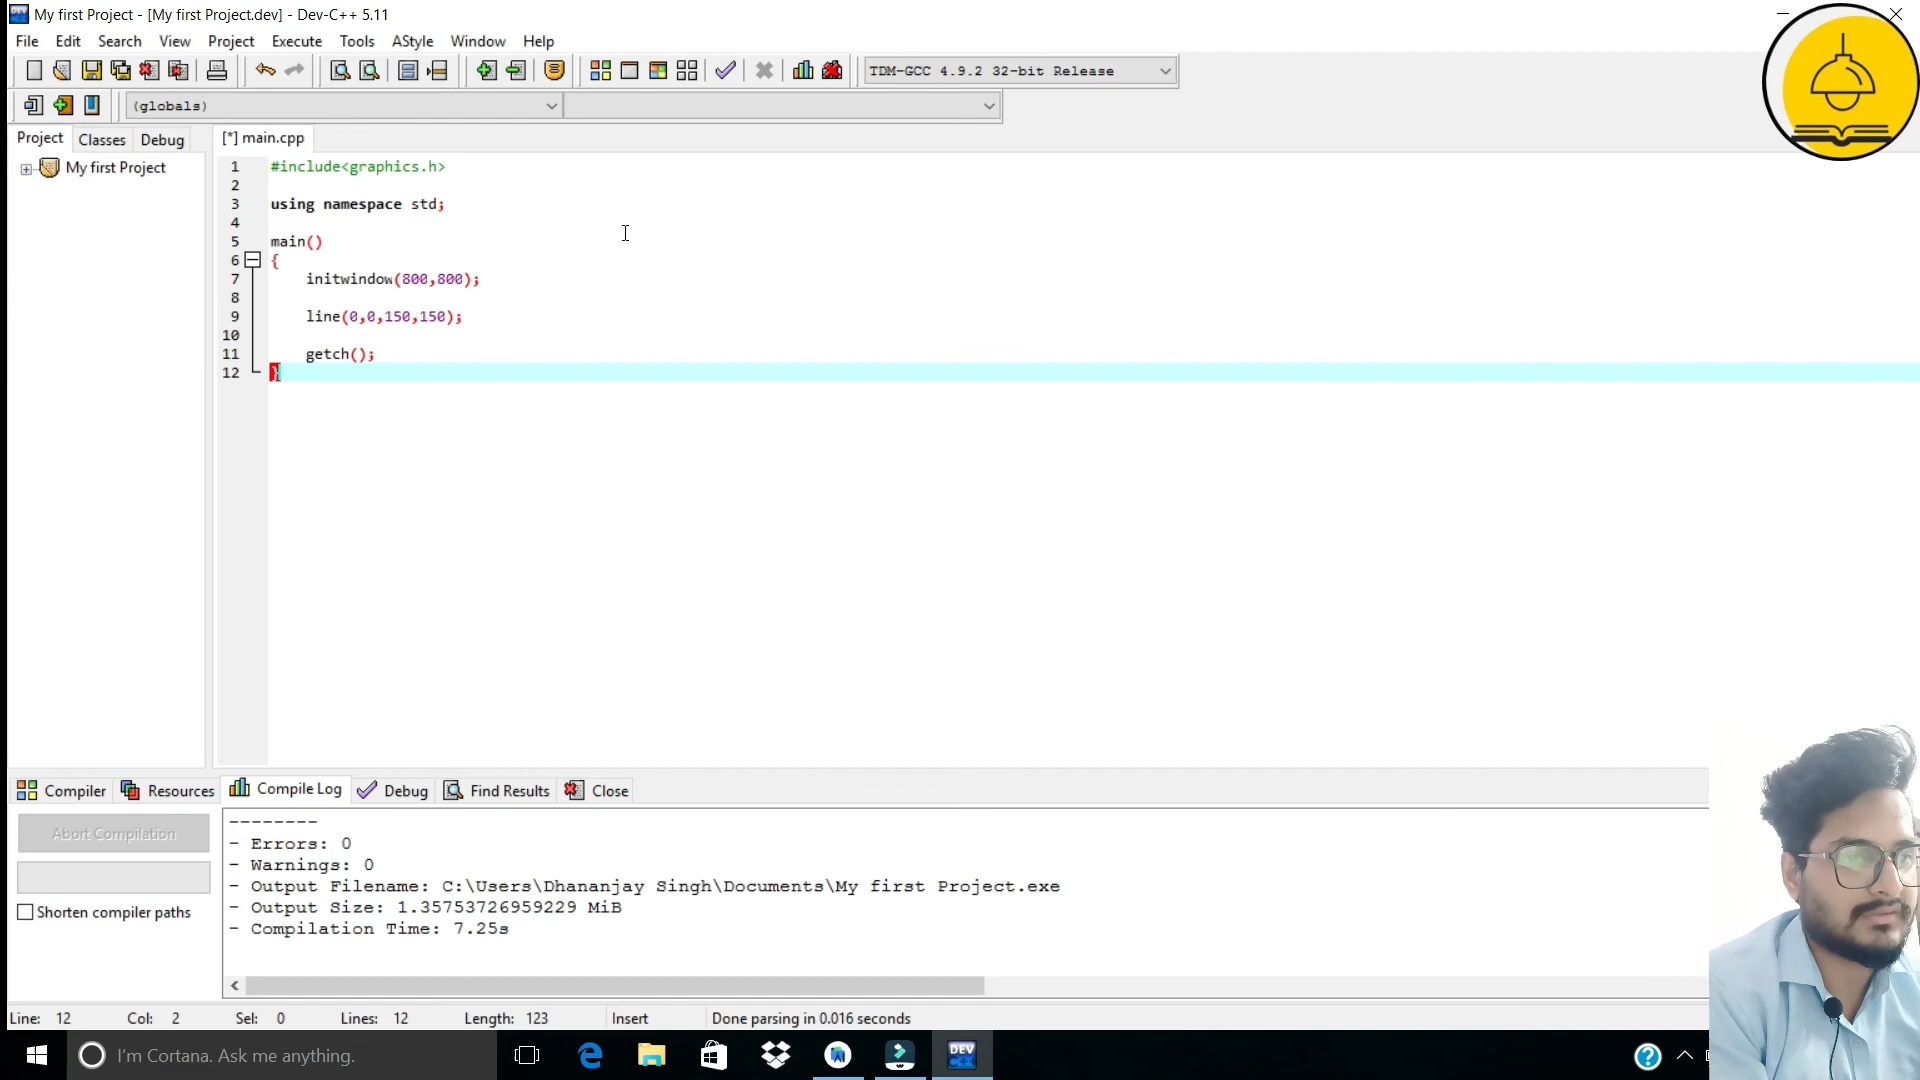 My first Project - [My first Project.dev] - Dev-C++ 5.11
File Edit Search View Project Execute Tools AStyle Window Help
TDM-GCC 4.9.2 32-bit Release
(globals)
Project Classes Debug [*] main.cpp
My first Project
1 #include<graphics.h>
2
3 using namespace std;
4
5 main()
6 {
7 initwindow(800,800);
8
9 line(0,0,150,150);
10
11 getch();
12 }
Compiler Resources Compile Log Debug Find Results Close
Abort Compilation
Shorten compiler paths
--------
- Errors: 0
- Warnings: 0
- Output Filename: C:\Users\Dhananjay Singh\Documents\My first Project.exe
- Output Size: 1.35753726959229 MiB
- Compilation Time: 7.25s
Line: 12 Col: 2 Sel: 0 Lines: 12 Length: 123 Insert Done parsing in 0.016 seconds
I'm Cortana. Ask me anything.
DEV